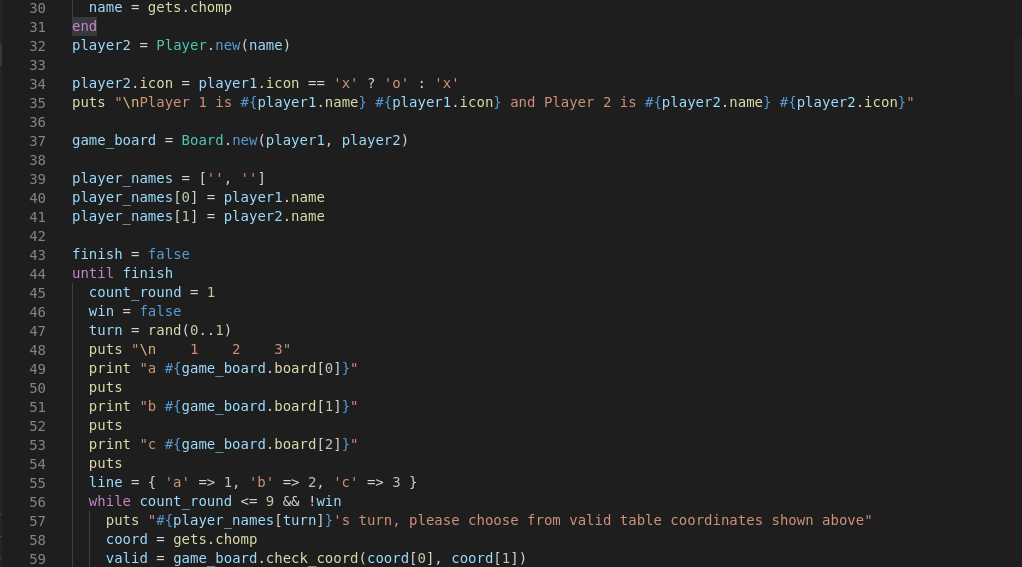 30 name = gets.chomp
31 end
32 player2 = Player.new(name)
33
34 player2.icon = player1.icon == 'x' ? 'o' : 'x'
35 puts "\nPlayer 1 is #{player1.name} #{player1.icon} and Player 2 is #{player2.name} #{player2.icon}"
36
37 game_board = Board.new(player1, player2)
38
39 player_names = ['', '']
40 player_names[0] = player1.name
41 player_names[1] = player2.name
42
43 finish = false
44 until finish
45   count_round = 1
46   win = false
47   turn = rand(0..1)
48   puts "\n    1    2    3"
49   print "a #{game_board.board[0]}"
50   puts
51   print "b #{game_board.board[1]}"
52   puts
53   print "c #{game_board.board[2]}"
54   puts
55   line = { 'a' => 1, 'b' => 2, 'c' => 3 }
56   while count_round <= 9 && !win
57     puts "#{player_names[turn]}'s turn, please choose from valid table coordinates shown above"
58     coord = gets.chomp
59     valid = game_board.check_coord(coord[0], coord[1])